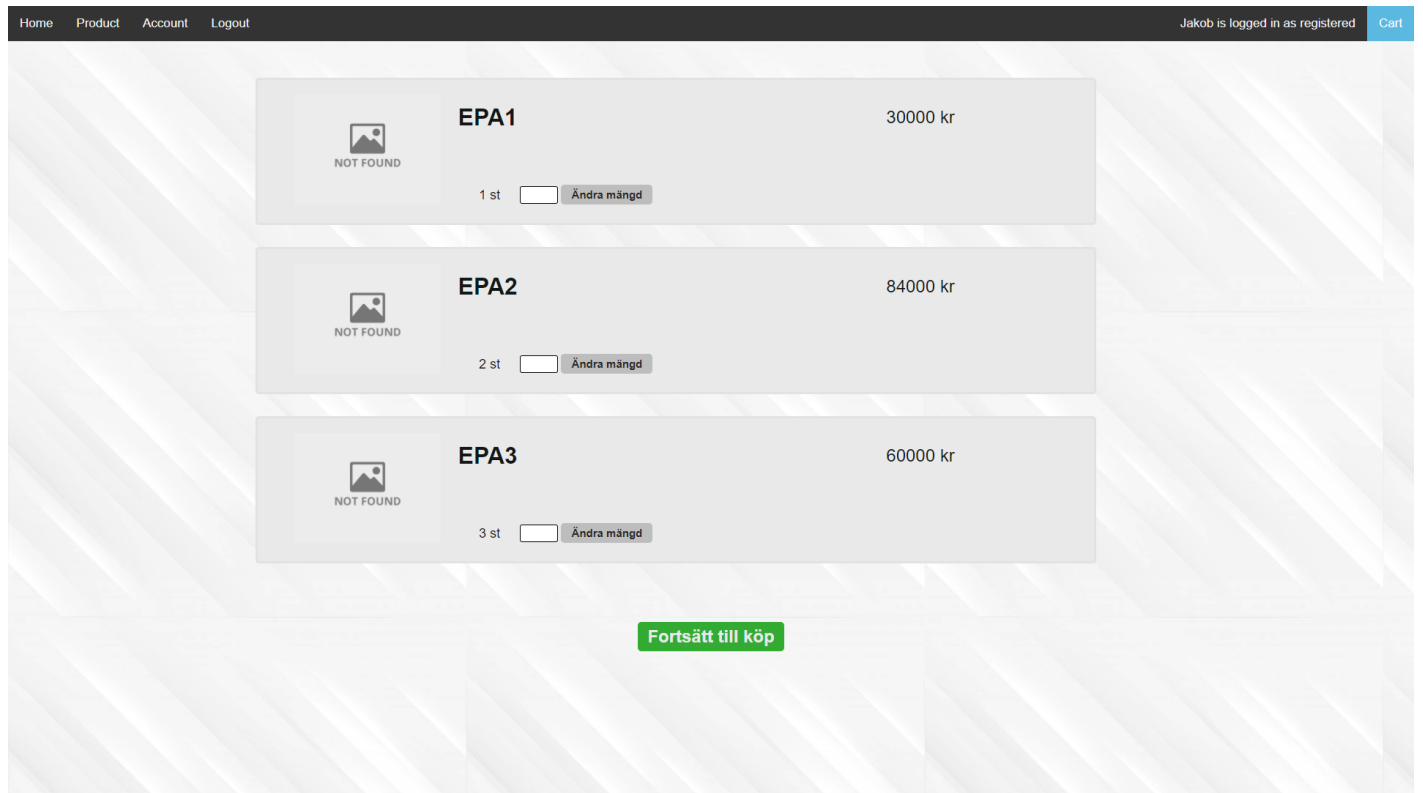 Home Product Account Logout Jakob is logged in as registered Cart
EPA1 30000 kr
NOT FOUND
1 st Ändra mängd
EPA2 84000 kr
NOT FOUND
2 st Ändra mängd
EPA3 60000 kr
NOT FOUND
3 st Ändra mängd
Fortsätt till köp